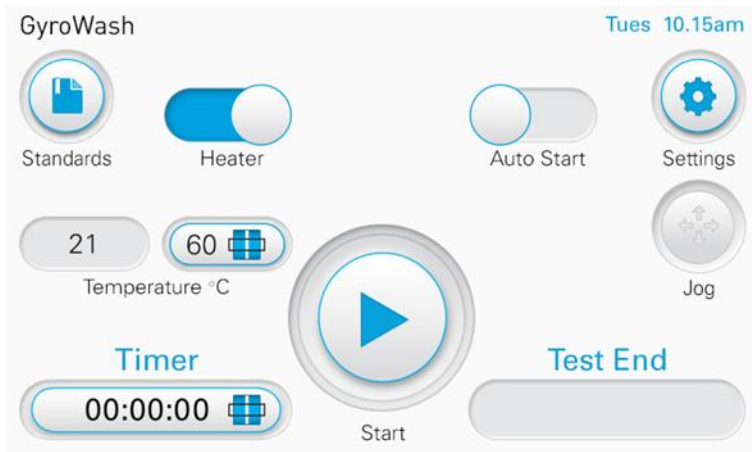 GyroWash
Tues 10.15am
Standards
Heater
Auto Start
Settings
21
60
Temperature °C
Jog
Timer
Test End
00:00:00
Start